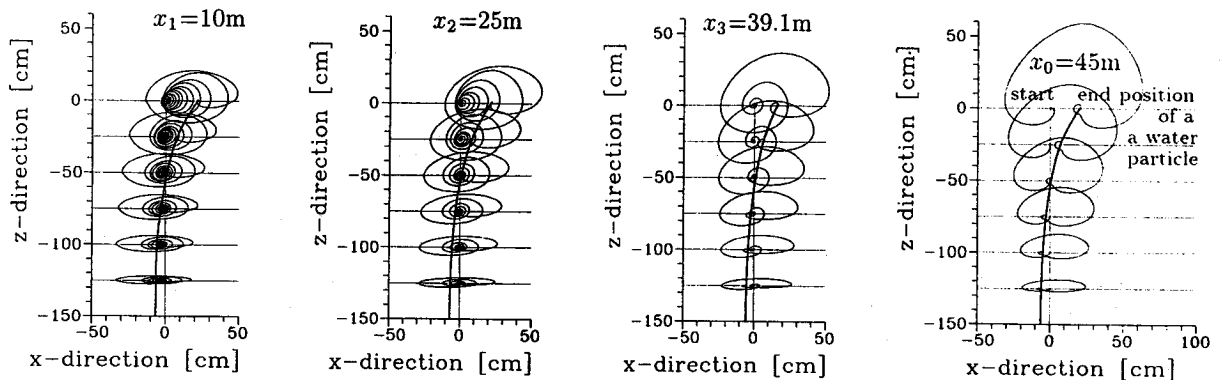 x₁=10m
z-direction [cm]
50
0
−50
−100
−150
−50 0 50
x-direction [cm]
x₂=25m
z-direction [cm]
50
0
−50
−100
−150
−50 0 50
x-direction [cm]
x₃=39.1m
z-direction [cm]
50
0
−50
−100
−150
−50 0 50
x-direction [cm]
x₀=45m
z-direction [cm]
50
0
−50
−100
−150
start
end position
of a
a water
particle
−50 0 50 100
x-direction [cm]